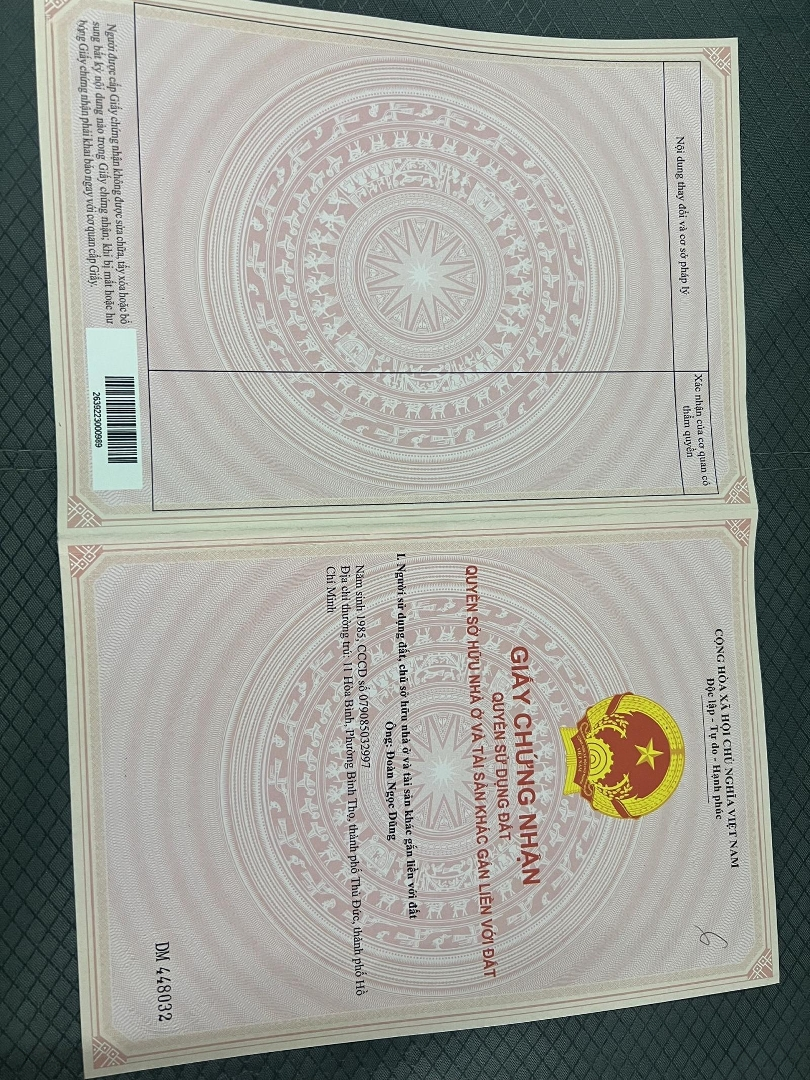 Nội dung thay đổi và cơ sở pháp lý
Xác nhận của cơ quan có
thẩm quyền
Người được cấp Giấy chứng nhận không được sửa chữa, tẩy xóa hoặc bổ
sung bất kỳ nội dung nào trong Giấy chứng nhận; khi bị mất hoặc hư
hỏng Giấy chứng nhận phải khai báo ngay với cơ quan cấp Giấy.
2639223000989
CỘNG HÒA XÃ HỘI CHỦ NGHĨA VIỆT NAM
Độc lập - Tự do - Hạnh phúc
6
GIẤY CHỨNG NHẬN
QUYỀN SỬ DỤNG ĐẤT
QUYỀN SỞ HỮU NHÀ Ở VÀ TÀI SẢN KHÁC GẮN LIỀN VỚI ĐẤT
I. Người sử dụng đất, chủ sở hữu nhà ở và tài sản khác gắn liền với đất
Ông: Đoàn Ngọc Dũng
Năm sinh 1985, CCCD số 079085032997
Địa chỉ thường trú: 11 Hòa Bình, Phường Bình Thọ, thành phố Thủ Đức, thành phố Hồ
Chí Minh
DM 448032